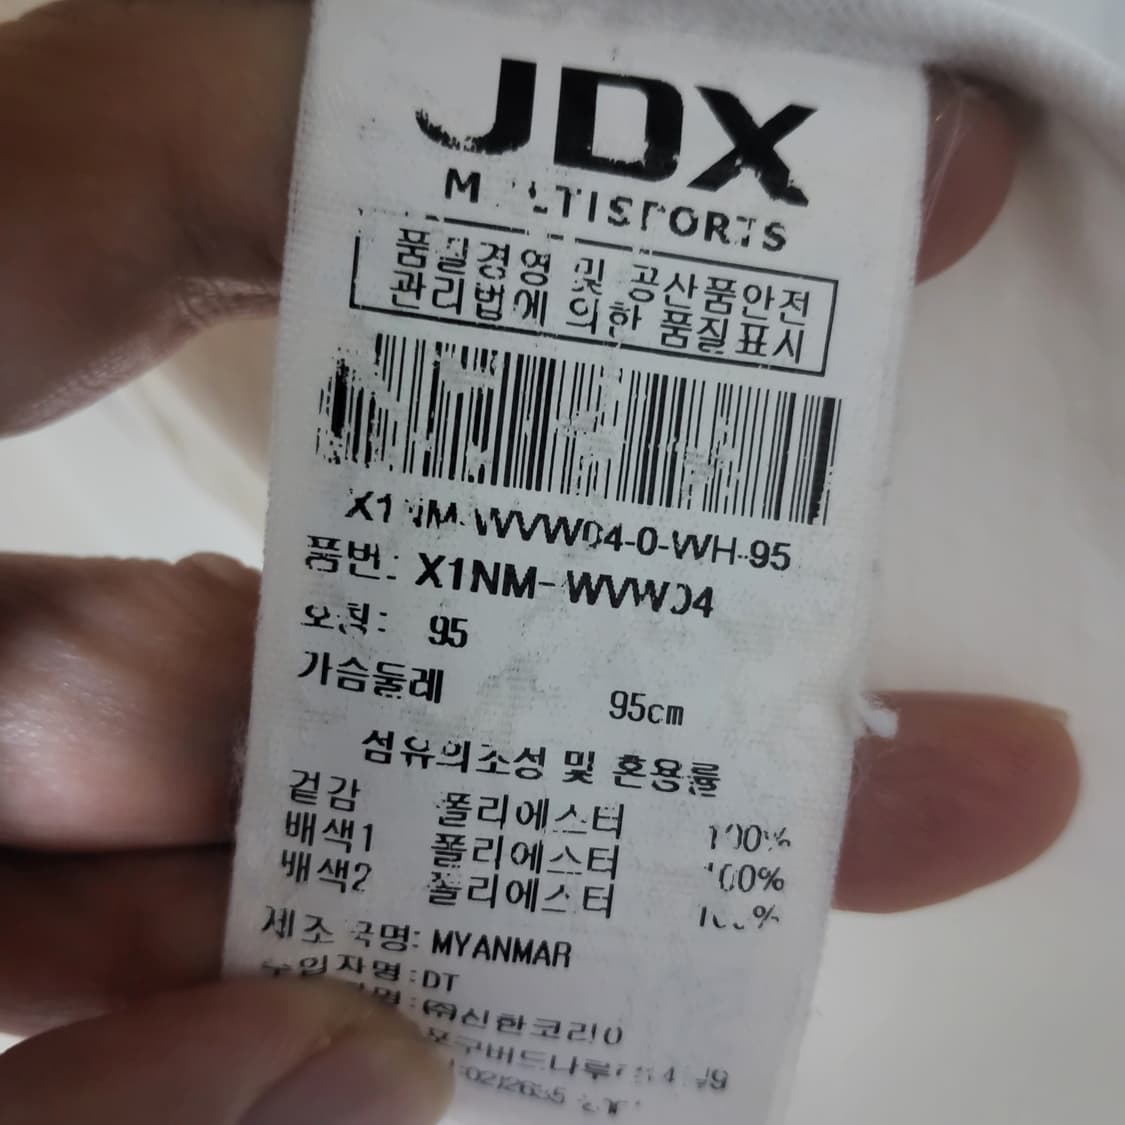 JDX
MULTISPORTS
품질경영 및 공산품안전
관리법에 의한 품질표시
X1NM-WVW04-0-WH-95
품번: X1NM-WVW04
호칭: 95
가슴둘레 95cm
섬유의조성 및 혼용률
겉감 폴리에스터 100%
배색1 폴리에스터 100%
배색2 폴리에스터 100%
제조국명: MYANMAR
수입자명:DT
㈜신한코리아